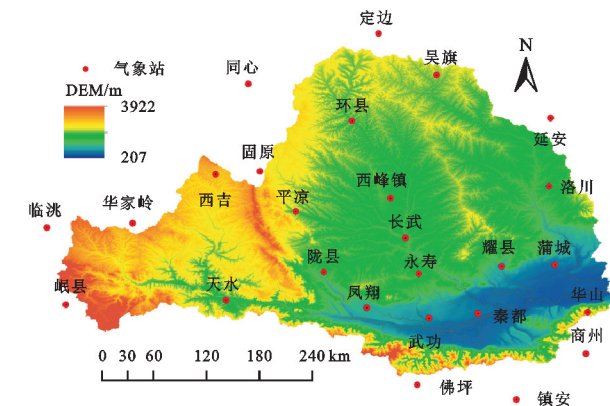 定边
吴旗
N
气象站
同心
DEM/m
3922
207
环县
延安
固原
西吉
平凉
西峰镇
洛川
临洮
华家岭
长武
陇县
永寿
耀县
蒲城
岷县
天水
凤翔
华山
秦都
武功
商州
0 30 60 120 180 240 km
佛坪
镇安